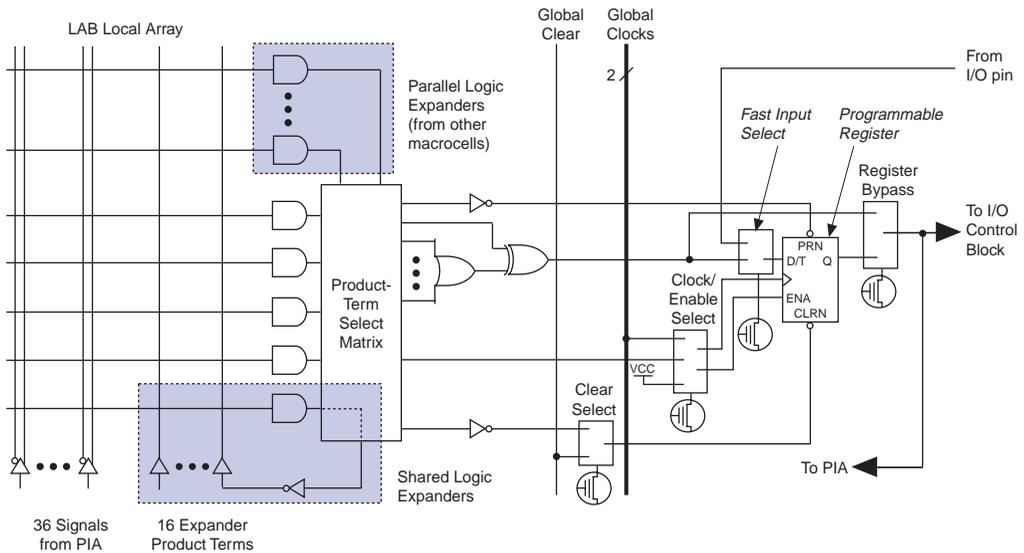 LAB Local Array
Global
Clear
Global
Clocks
2
From
I/O pin
Parallel Logic
Expanders
(from other
macrocells)
Fast Input
Select
Programmable
Register
Register
Bypass
To I/O
Control
Block
PRN
D/T
Q
ENA
CLRN
Clock/
Enable
Select
Product-
Term
Select
Matrix
VCC
Clear
Select
To PIA
Shared Logic
Expanders
36 Signals
from PIA
16 Expander
Product Terms